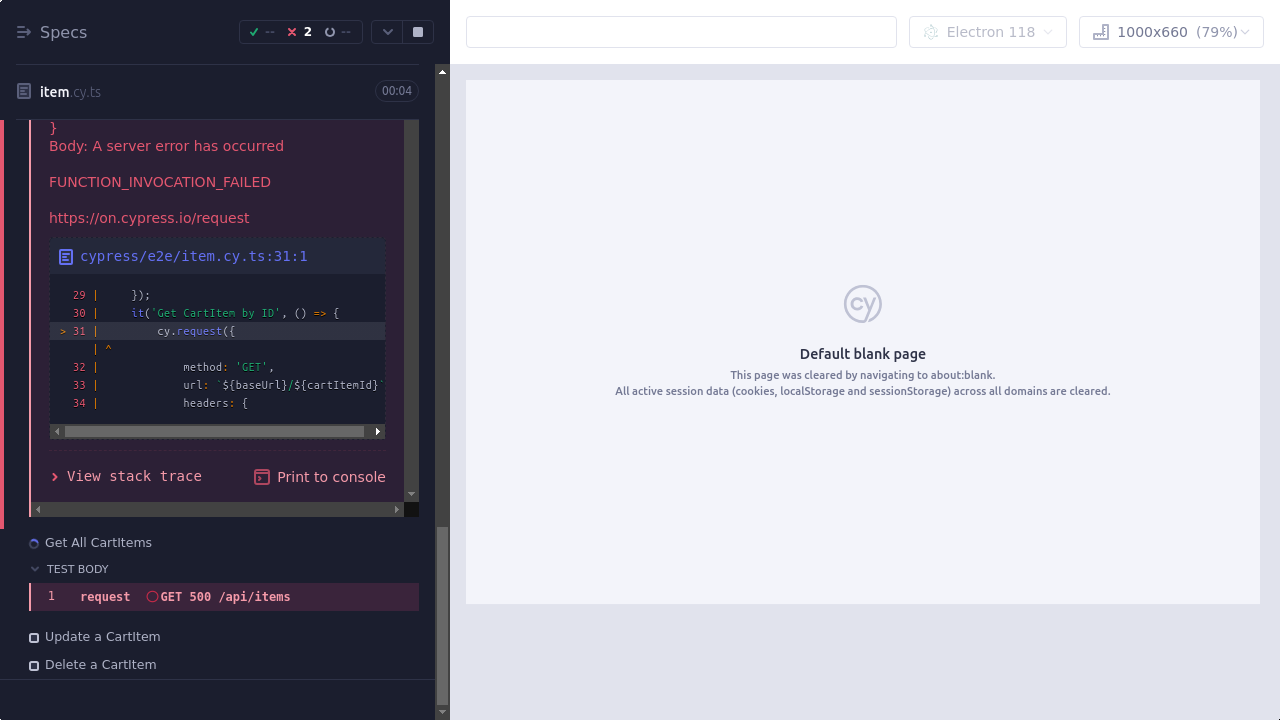 Specs
-- 2 --
Electron 118
1000x660 (79%)
item.cy.ts
00:04
}
Body: A server error has occurred
FUNCTION_INVOCATION_FAILED
https://on.cypress.io/request
cypress/e2e/item.cy.ts:31:1
29 | });
30 | it('Get CartItem by ID', () => {
> 31 | cy.request({
| ^
32 | method: 'GET',
33 | url: `${baseUrl}/${cartItemId}`
34 | headers: {
View stack trace
Print to console
Get All CartItems
TEST BODY
1 request GET 500 /api/items
Update a CartItem
Delete a CartItem
cy
Default blank page
This page was cleared by navigating to about:blank.
All active session data (cookies, localStorage and sessionStorage) across all domains are cleared.